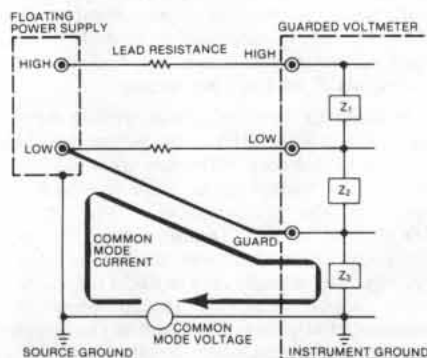 FLOATING
POWER SUPPLY
GUARDED VOLTMETER
LEAD RESISTANCE
HIGH
HIGH
Z1
LOW
LOW
Z2
COMMON
MODE
CURRENT
GUARD
Z3
COMMON
MODE VOLTAGE
SOURCE GROUND
INSTRUMENT GROUND